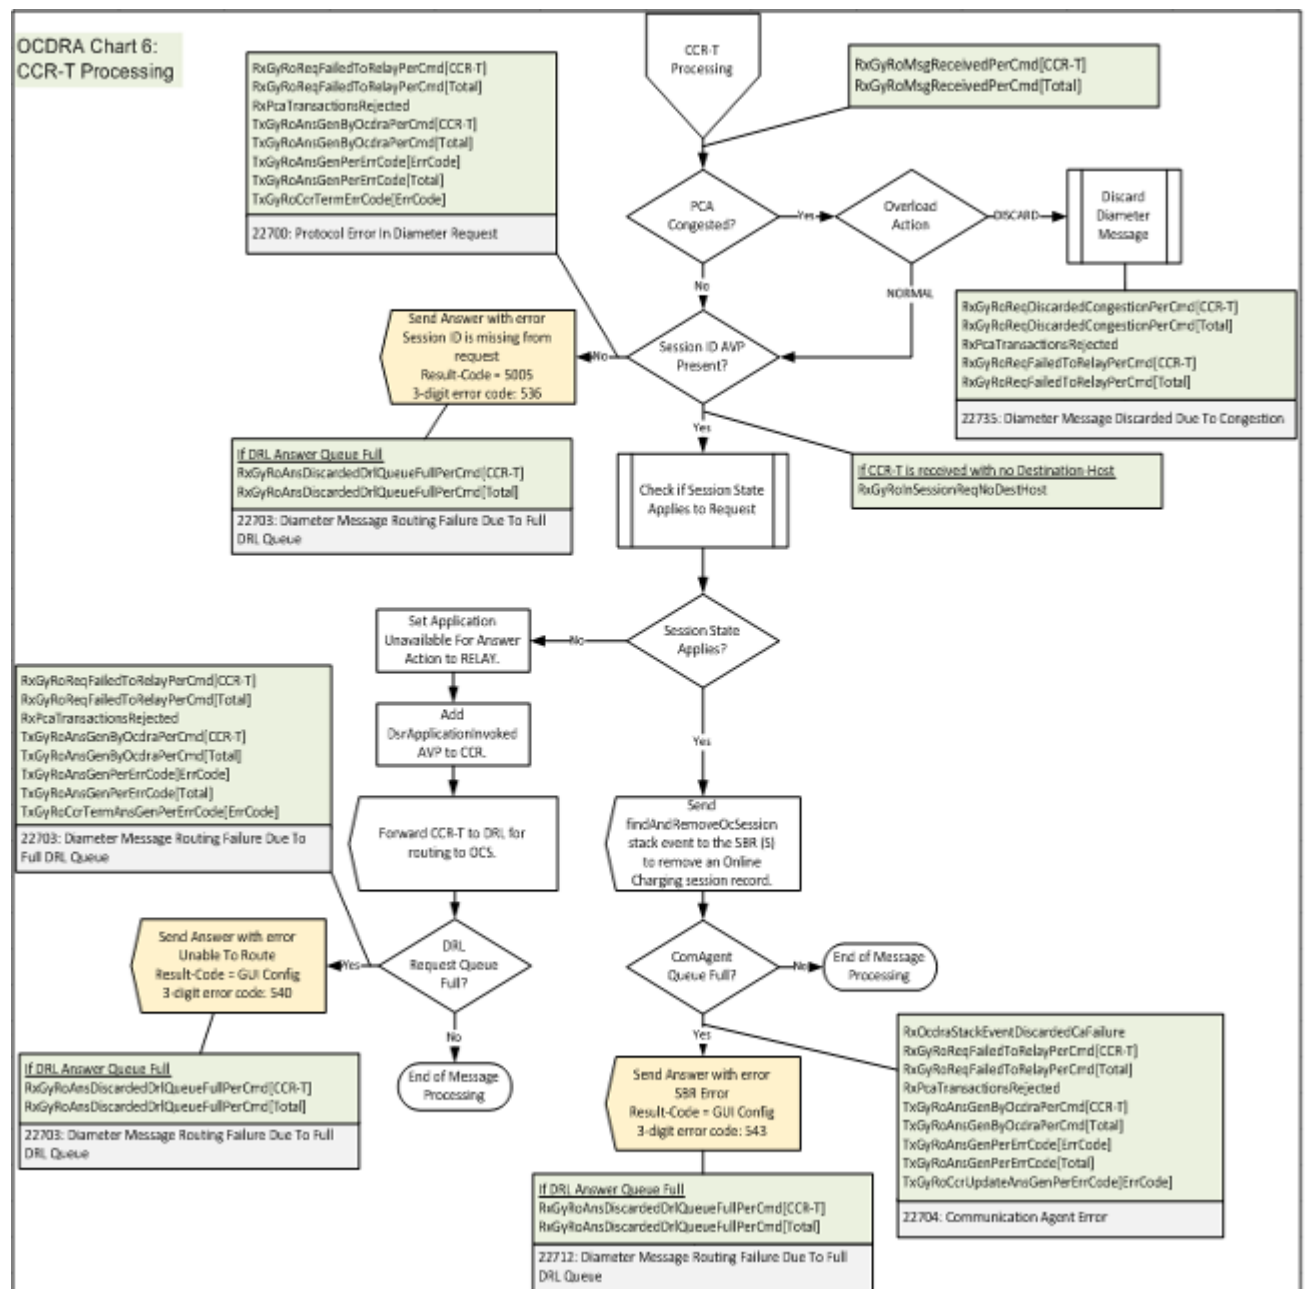 OCDRA Chart 6:
CCR-T Processing
CCR-T
Processing
RxGyRoMsgReceivedPerCmd[CCR-T]
RxGyRoMsgReceivedPerCmd[Total]
RxGyRoReqFailedToRelayPerCmd[CCR-T]
RxGyRoReqFailedToRelayPerCmd[Total]
RxPcaTransactionsRejected
TxGyRoAnsGenByOcdraPerCmd[CCR-T]
TxGyRoAnsGenByOcdraPerCmd[Total]
TxGyRoAnsGenPerErrCode[ErrCode]
TxGyRoAnsGenPerErrCode[Total]
TxGyRoCcrTermErrCode[ErrCode]
22700: Protocol Error In Diameter Request
PCA
Congested?
Yes
Overload
Action
DISCARD
Discard
Diameter
Message
No
NORMAL
RxGyRoReqDiscardedCongestionPerCmd[CCR-T]
RxGyRoReqDiscardedCongestionPerCmd[Total]
RxPcaTransactionsRejected
RxGyRoReqFailedToRelayPerCmd[CCR-T]
RxGyRoReqFailedToRelayPerCmd[Total]
22735: Diameter Message Discarded Due To Congestion
Session ID AVP
Present?
No
Send Answer with error
Session ID is missing from
request
Result-Code = 5005
3-digit error code: 536
If DRL Answer Queue Full
RxGyRoAnsDiscardedDrlQueueFullPerCmd[CCR-T]
RxGyRoAnsDiscardedDrlQueueFullPerCmd[Total]
22703: Diameter Message Routing Failure Due To Full
DRL Queue
Yes
If CCR-T is received with no Destination-Host
RxGyRoInSessionReqNoDestHost
Check if Session State
Applies to Request
Session State
Applies?
No
Set Application
Unavailable For Answer
Action to RELAY.
Add
DsrApplicationInvoked
AVP to CCR.
Forward CCR-T to DRL for
routing to OCS.
RxGyRoReqFailedToRelayPerCmd[CCR-T]
RxGyRoReqFailedToRelayPerCmd[Total]
RxPcaTransactionsRejected
TxGyRoAnsGenByOcdraPerCmd[CCR-T]
TxGyRoAnsGenByOcdraPerCmd[Total]
TxGyRoAnsGenPerErrCode[ErrCode]
TxGyRoAnsGenPerErrCode[Total]
TxGyRoCcrTermAnsGenPerErrCode[ErrCode]
22703: Diameter Message Routing Failure Due To
Full DRL Queue
Yes
Send
findAndRemoveOcSession
stack event to the SBR (S)
to remove an Online
Charging session record.
DRL
Request Queue
Full?
Yes
Send Answer with error
Unable To Route
Result-Code = GUI Config
3-digit error code: 540
If DRL Answer Queue Full
RxGyRoAnsDiscardedDrlQueueFullPerCmd[CCR-T]
RxGyRoAnsDiscardedDrlQueueFullPerCmd[Total]
22703: Diameter Message Routing Failure Due To Full
DRL Queue
No
End of Message
Processing
ComAgent
Queue Full?
No
End of Message
Processing
Yes
RxOcdraStackEventDiscardedCaFailure
RxGyRoReqFailedToRelayPerCmd[CCR-T]
RxGyRoReqFailedToRelayPerCmd[Total]
RxPcaTransactionsRejected
TxGyRoAnsGenByOcdraPerCmd[CCR-T]
TxGyRoAnsGenByOcdraPerCmd[Total]
TxGyRoAnsGenPerErrCode[ErrCode]
TxGyRoAnsGenPerErrCode[Total]
TxGyRoCcrUpdateAnsGenPerErrCode[ErrCode]
22704: Communication Agent Error
Send Answer with error
SBR Error
Result-Code = GUI Config
3-digit error code: 543
If DRL Answer Queue Full
RxGyRoAnsDiscardedDrlQueueFullPerCmd[CCR-T]
RxGyRoAnsDiscardedDrlQueueFullPerCmd[Total]
22712: Diameter Message Routing Failure Due To Full
DRL Queue